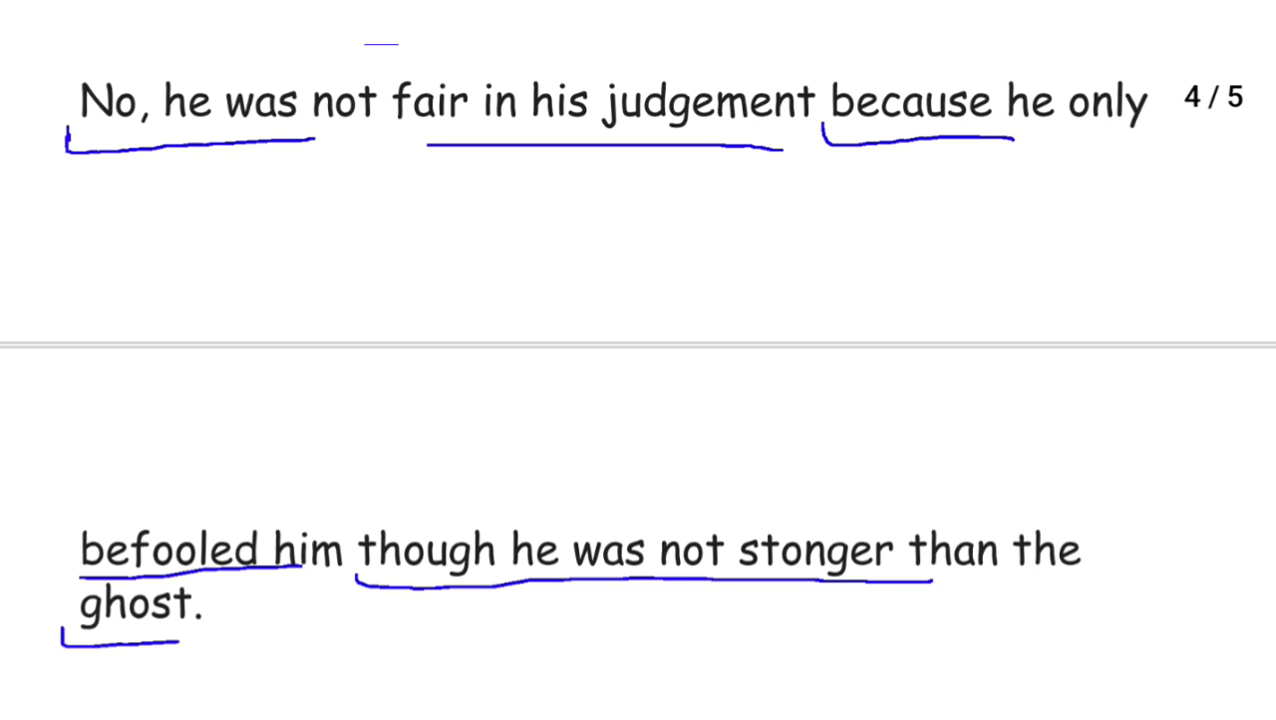 No, he was not fair in his judgement because he only 4 / 5
befooled him though he was not stonger than the
ghost.